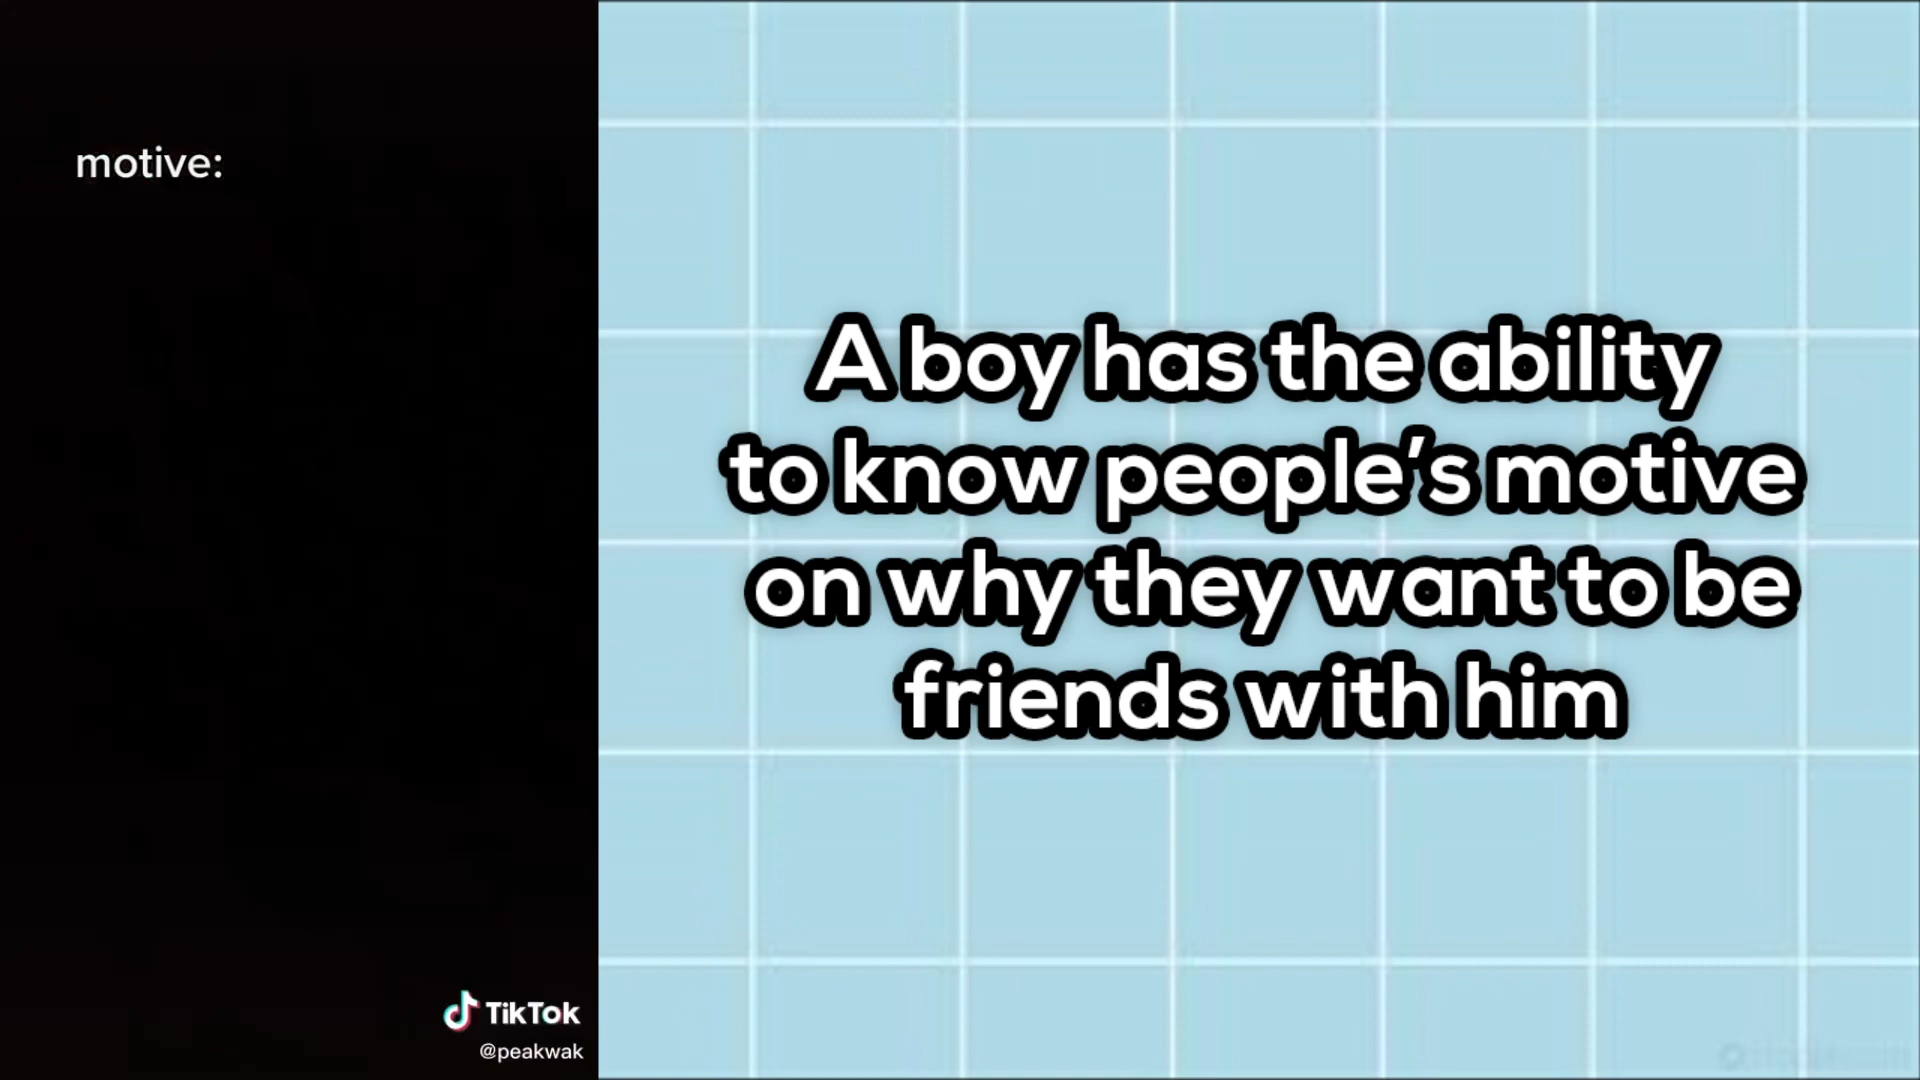 motive:
A boy has the ability
to know people’s motive
on why they want to be
friends with him
TikTok
@peakwak